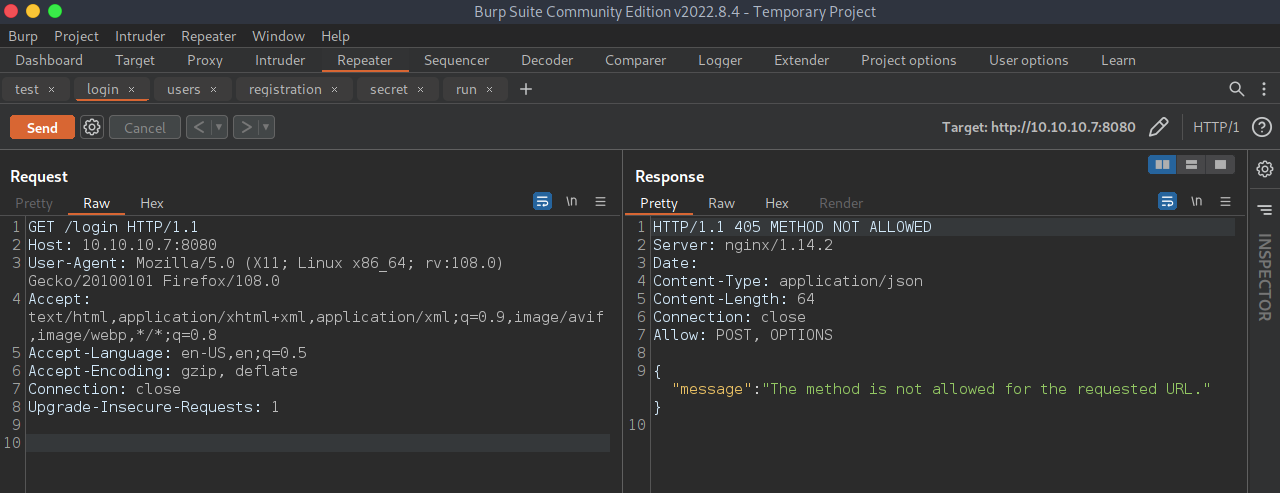 Burp Suite Community Edition v2022.8.4 - Temporary Project
Burp Project Intruder Repeater Window Help
Dashboard Target Proxy Intruder Repeater Sequencer Decoder Comparer Logger Extender Project options User options Learn
test × login × users × registration × secret × run × +
Send Cancel < > Target: http://10.10.10.7:8080 HTTP/1 ?
Request
Pretty Raw Hex \n
1 GET /login HTTP/1.1
2 Host: 10.10.10.7:8080
3 User-Agent: Mozilla/5.0 (X11; Linux x86_64; rv:108.0)
Gecko/20100101 Firefox/108.0
4 Accept:
text/html,application/xhtml+xml,application/xml;q=0.9,image/avif
,image/webp,*/*;q=0.8
5 Accept-Language: en-US,en;q=0.5
6 Accept-Encoding: gzip, deflate
7 Connection: close
8 Upgrade-Insecure-Requests: 1
9
10
Response
Pretty Raw Hex Render \n
1 HTTP/1.1 405 METHOD NOT ALLOWED
2 Server: nginx/1.14.2
3 Date:
4 Content-Type: application/json
5 Content-Length: 64
6 Connection: close
7 Allow: POST, OPTIONS
8
9 {
"message":"The method is not allowed for the requested URL."
}
10
INSPECTOR